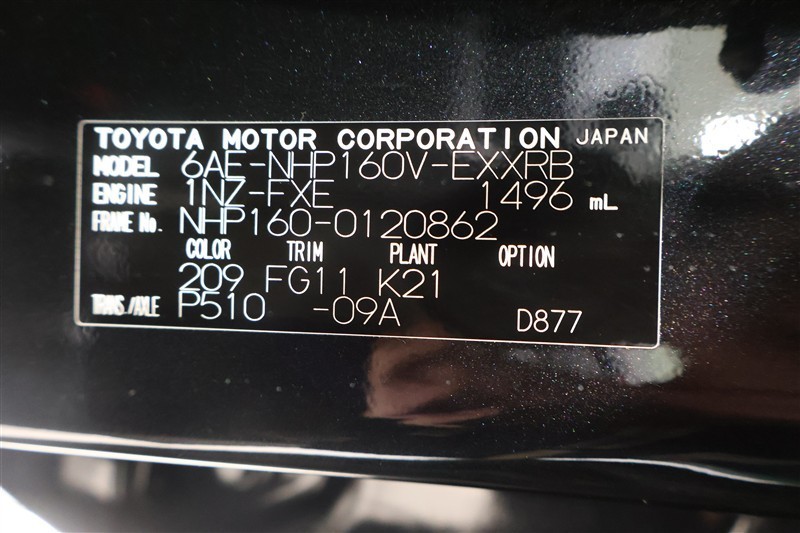 TOYOTA MOTOR CORPORATION JAPAN
MODEL 6AE-NHP160V-EXXRB
ENGINE 1NZ-FXE 1496 mL
FRAME No. NHP160-0120862
COLOR TRIM PLANT OPTION
209 FG11 K21
TRANS./AXLE P510 -09A D877